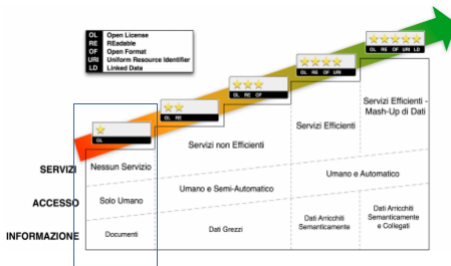 OL Open License
RE REadable
OF Open Format
URI Uniform Resource Identifier
LD Linked Data
OL
OL RE
OL RE OF
OL RE OF URI
OL RE OF URI LD
SERVIZI
Nessun Servizio
Servizi non Efficienti
Servizi Efficienti
Servizi Efficienti -
Mash-Up di Dati
ACCESSO
Solo Umano
Umano e Semi-Automatico
Umano e Automatico
INFORMAZIONE
Documenti
Dati Grezzi
Dati Arricchiti
Semanticamente
Dati Arricchiti
Semanticamente
e Collegati